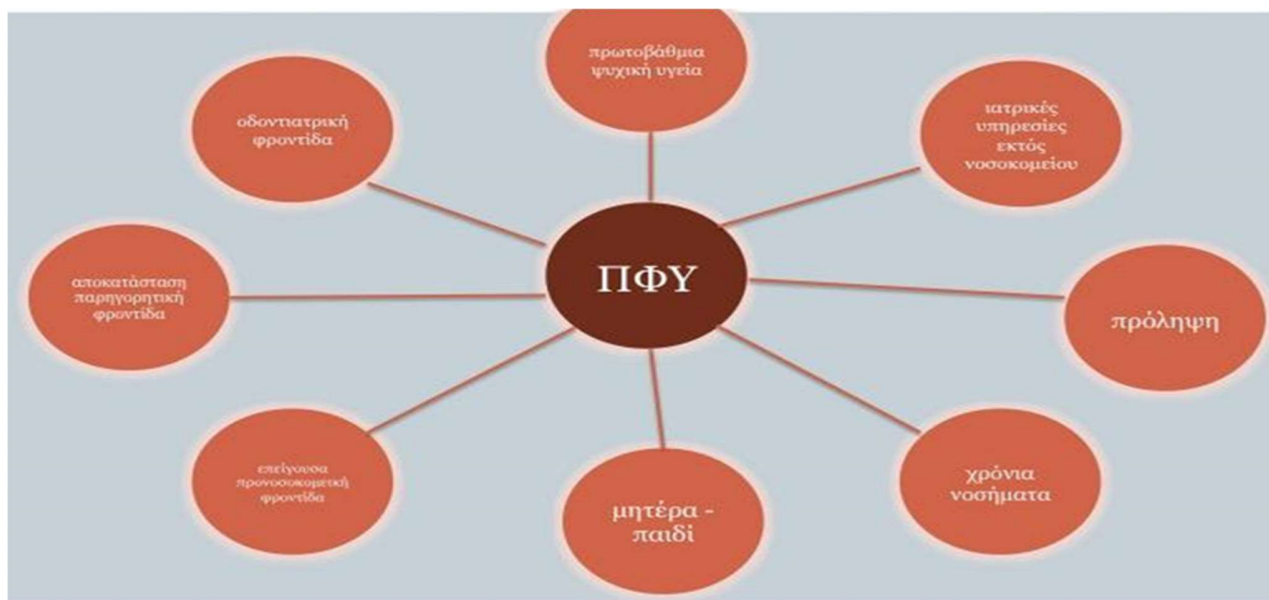 πρωτοβάθμια
ψυχική υγεία
ιατρικές
υπηρεσίες
εκτός
νοσοκομείου
οδοντιατρική
φροντίδα
ΠΦΥ
αποκατάσταση
παρηγορητική
φροντίδα
πρόληψη
επείγουσα
προνοσοκομετκή
φροντίδα
μητέρα -
παιδί
χρόνια
νοσήματα